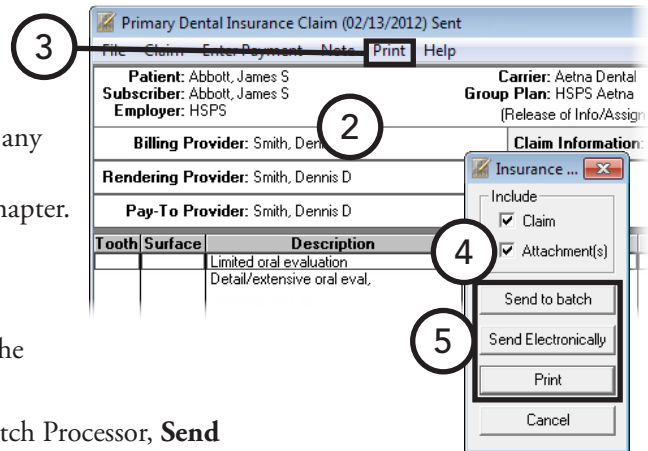 Primary Dental Insurance Claim (02/13/2012) Sent
3
File Claim Enter Payment Note Print Help
Patient: Abbott, James S
Carrier: Aetna Dental
Subscriber: Abbott, James S
Group Plan: HSPS Aetna
Employer: HSPS
(Release of Info/Assign
2
any
Billing Provider: Smith, Den
Claim Information:
Insurance ...
Rendering Provider: Smith, Dennis D
Include
hapter.
Pay-To Provider: Smith, Dennis D
Claim
Tooth Surface Description
4
Attachment(s)
Limited oral evaluation
Detail/extensive oral eval,
Send to batch
he
5
Send Electronically
Print
tch Processor, Send
Cancel